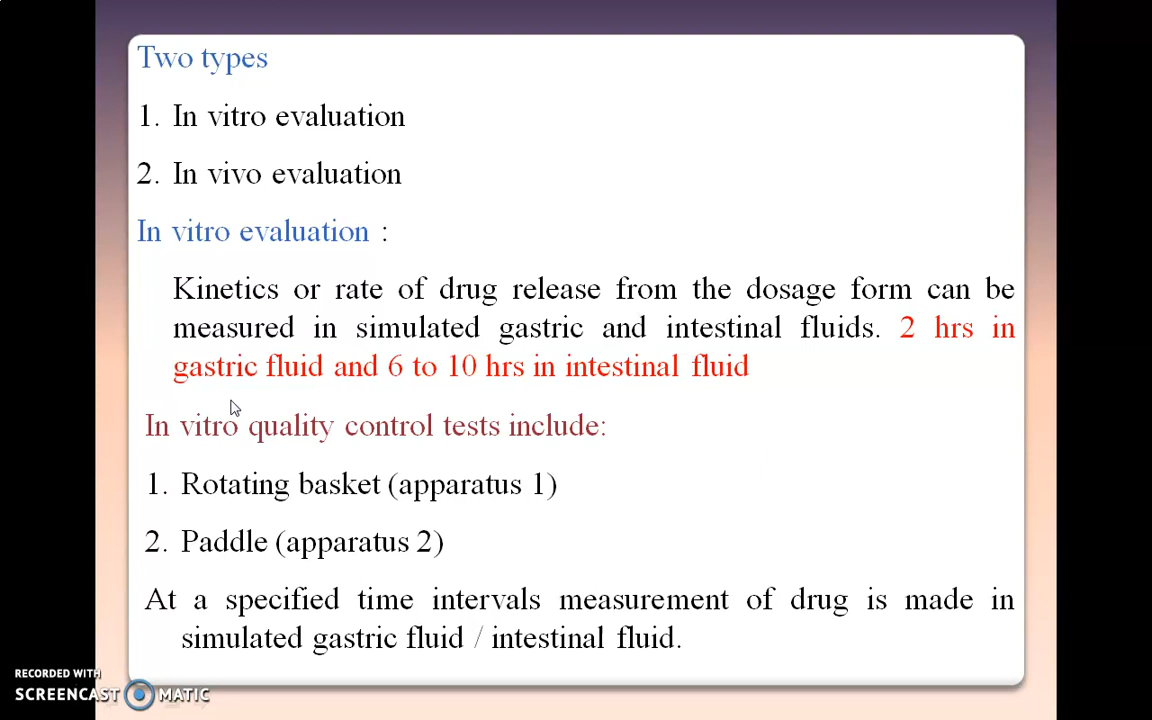 Two types
1. In vitro evaluation
2. In vivo evaluation
In vitro evaluation :
Kinetics or rate of drug release from the dosage form can be
measured in simulated gastric and intestinal fluids. 2 hrs in
gastric fluid and 6 to 10 hrs in intestinal fluid
In vitro quality control tests include:
1. Rotating basket (apparatus 1)
2. Paddle (apparatus 2)
At a specified time intervals measurement of drug is made in
simulated gastric fluid / intestinal fluid.
RECORDED WITH
SCREENCAST MATIC